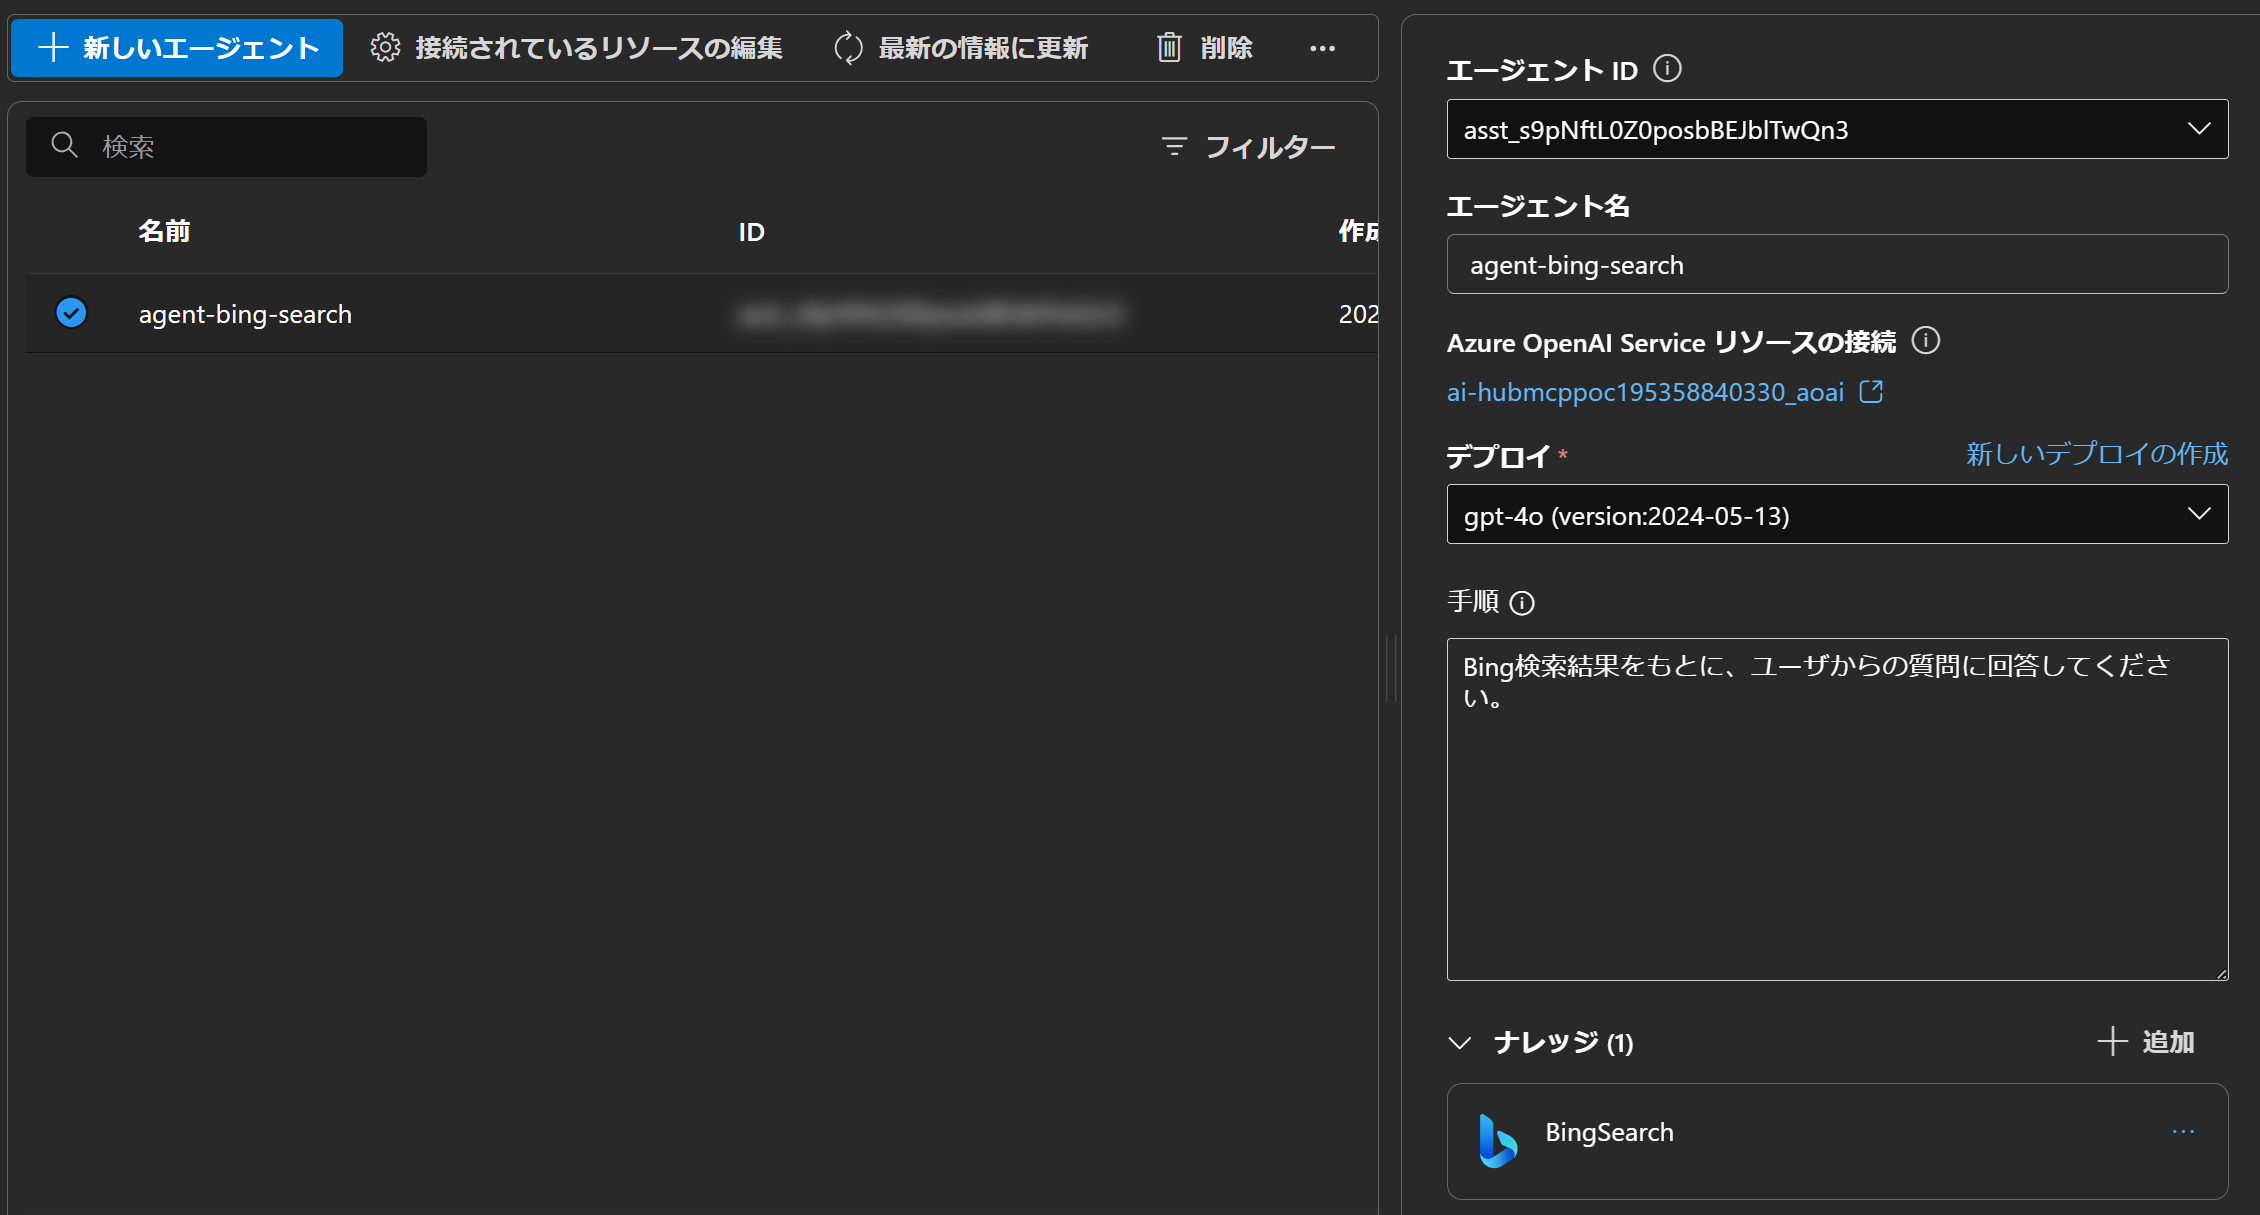 新しいエージェント
接続されているリソースの編集
最新の情報に更新
削除
検索
フィルター
名前
ID
作成
agent-bing-search
202
エージェント ID
asst_s9pNftL0Z0posbBEJblTwQn3
エージェント名
agent-bing-search
Azure OpenAI Service リソースの接続
ai-hubmcppoc195358840330_aoai
デプロイ *
新しいデプロイの作成
gpt-4o (version:2024-05-13)
手順
Bing検索結果をもとに、ユーザからの質問に回答してくださ
い。
ナレッジ (1)
追加
BingSearch